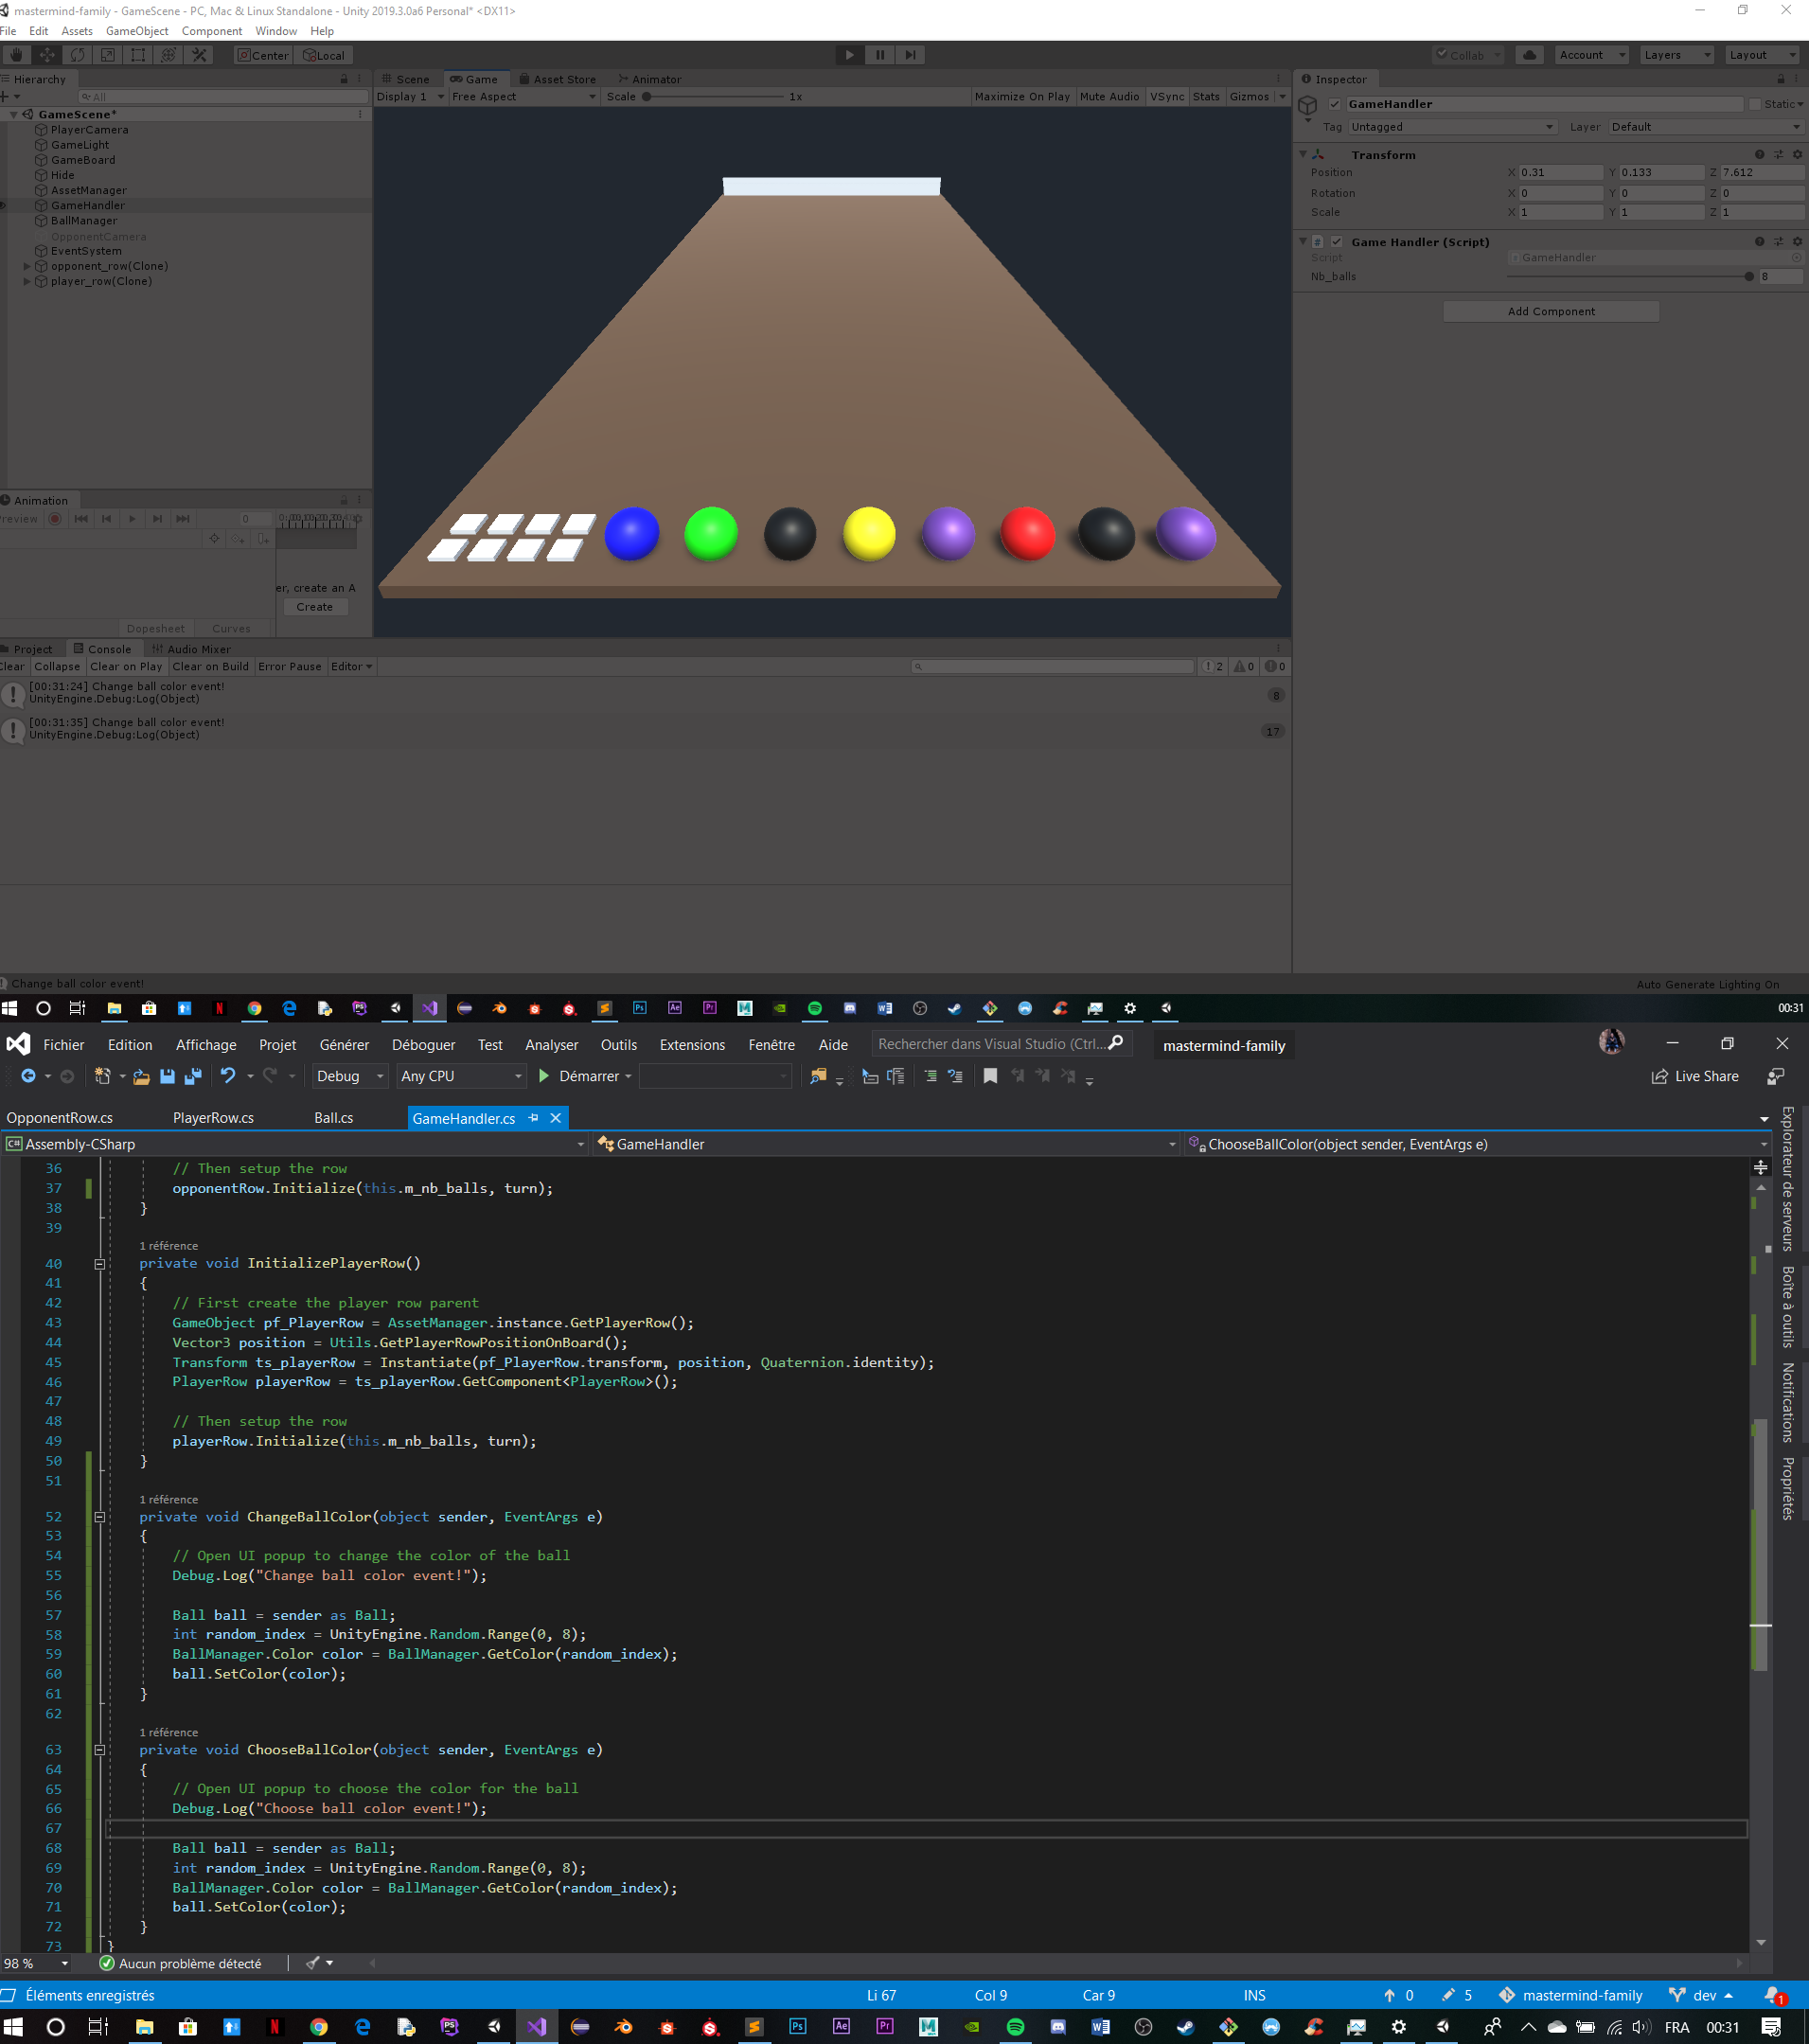 mastermind-family - GameScene - PC, Mac & Linux Standalone - Unity 2019.3.0a6 Personal* <DX11>
File Edit Assets GameObject Component Window Help
Center Local Collab Account Layers Layout
Hierarchy
All
GameScene*
PlayerCamera
GameLight
GameBoard
Hide
AssetManager
GameHandler
BallManager
OpponentCamera
EventSystem
opponent_row(Clone)
player_row(Clone)
Scene Game Asset Store Animator
Display 1 Free Aspect Scale 1x Maximize On Play Mute Audio VSync Stats Gizmos
Inspector
GameHandler Static
Tag Untagged Layer Default
Transform
Position X 0.31 Y 0.133 Z 7.612
Rotation X 0 Y 0 Z 0
Scale X 1 Y 1 Z 1
Game Handler (Script)
Script GameHandler
Nb_balls 8
Add Component
Animation
review 0
er, create an A
Create
Dopesheet Curves
Project Console Audio Mixer
Clear Collapse Clear on Play Clear on Build Error Pause Editor 2 0 0
[00:31:24] Change ball color event!
UnityEngine.Debug:Log(Object)
8
[00:31:35] Change ball color event!
UnityEngine.Debug:Log(Object)
17
Change ball color event!
Auto Generate Lighting On
00:31
Fichier Edition Affichage Projet Générer Déboguer Test Analyser Outils Extensions Fenêtre Aide Rechercher dans Visual Studio (Ctrl... mastermind-family
Debug Any CPU Démarrer Live Share
OpponentRow.cs PlayerRow.cs Ball.cs GameHandler.cs
Assembly-CSharp GameHandler ChooseBallColor(object sender, EventArgs e)
36 // Then setup the row
37 opponentRow.Initialize(this.m_nb_balls, turn);
38 }
39
1 référence
40 private void InitializePlayerRow()
41 {
42 // First create the player row parent
43 GameObject pf_PlayerRow = AssetManager.instance.GetPlayerRow();
44 Vector3 position = Utils.GetPlayerRowPositionOnBoard();
45 Transform ts_playerRow = Instantiate(pf_PlayerRow.transform, position, Quaternion.identity);
46 PlayerRow playerRow = ts_playerRow.GetComponent<PlayerRow>();
47
48 // Then setup the row
49 playerRow.Initialize(this.m_nb_balls, turn);
50 }
51
1 référence
52 private void ChangeBallColor(object sender, EventArgs e)
53 {
54 // Open UI popup to change the color of the ball
55 Debug.Log("Change ball color event!");
56
57 Ball ball = sender as Ball;
58 int random_index = UnityEngine.Random.Range(0, 8);
59 BallManager.Color color = BallManager.GetColor(random_index);
60 ball.SetColor(color);
61 }
62
1 référence
63 private void ChooseBallColor(object sender, EventArgs e)
64 {
65 // Open UI popup to choose the color for the ball
66 Debug.Log("Choose ball color event!");
67
68 Ball ball = sender as Ball;
69 int random_index = UnityEngine.Random.Range(0, 8);
70 BallManager.Color color = BallManager.GetColor(random_index);
71 ball.SetColor(color);
72 }
73 }
Explorateur de serveurs
Boîte à outils
Notifications
Propriétés
98 % Aucun problème détecté
Éléments enregistrés Li 67 Col 9 Car 9 INS 0 5 mastermind-family dev 1
FRA 00:31